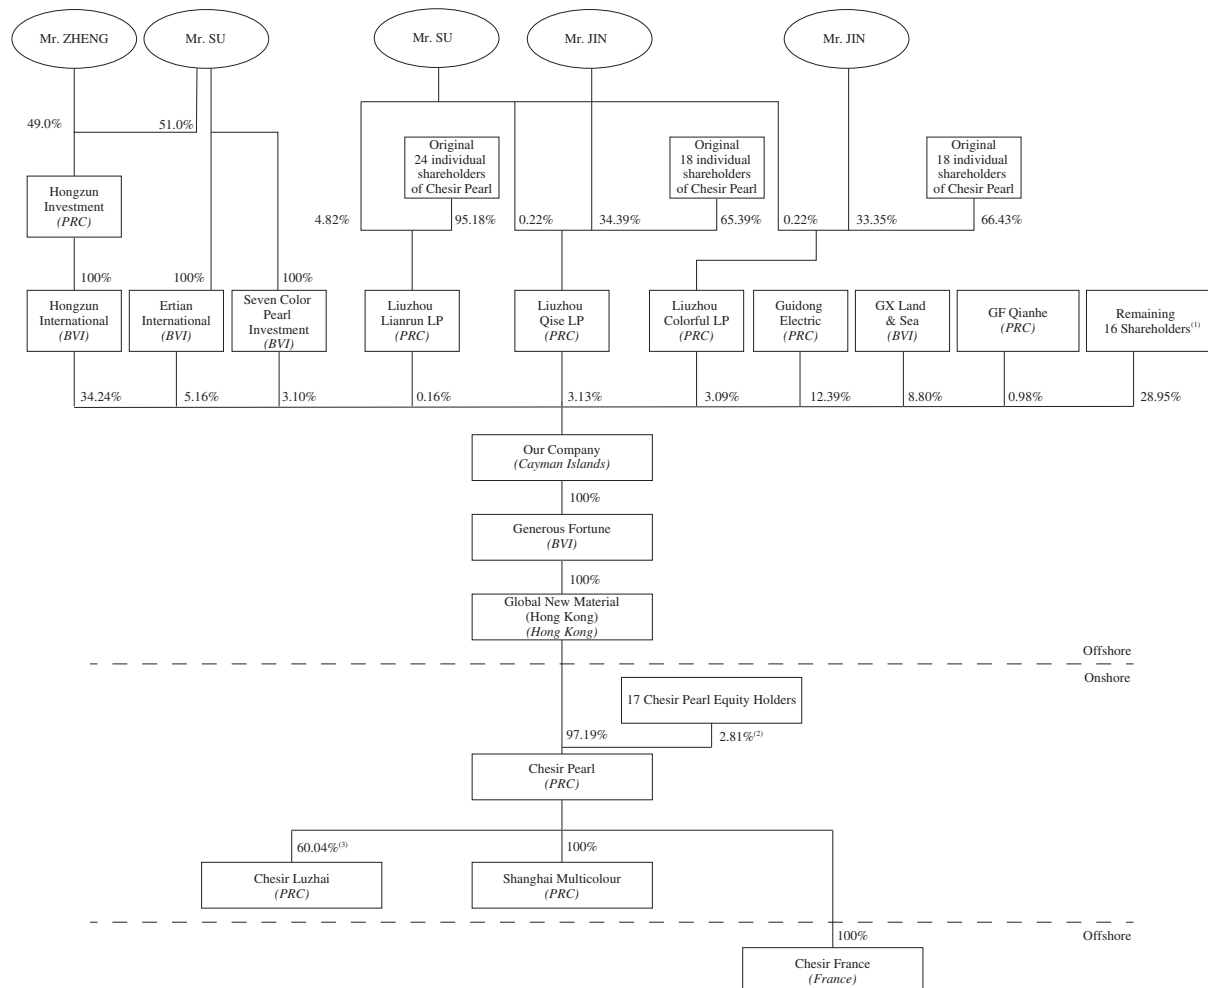 Mr. ZHENG
Mr. SU
Mr. SU
Mr. JIN
Mr. JIN
49.0%
51.0%
Original
24 individual
shareholders
of Chesir Pearl
Original
18 individual
shareholders
of Chesir Pearl
Original
18 individual
shareholders
of Chesir Pearl
Hongzun
Investment
(PRC)
4.82%
95.18%
0.22%
34.39%
65.39%
0.22%
33.35%
66.43%
100%
100%
100%
Hongzun
International
(BVI)
Ertian
International
(BVI)
Seven Color
Pearl
Investment
(BVI)
Liuzhou
Lianrun LP
(PRC)
Liuzhou
Qise LP
(PRC)
Liuzhou
Colorful LP
(PRC)
Guidong
Electric
(PRC)
GX Land
& Sea
(BVI)
GF Qianhe
(PRC)
Remaining
16 Shareholders(1)
34.24%
5.16%
3.10%
0.16%
3.13%
3.09%
12.39%
8.80%
0.98%
28.95%
Our Company
(Cayman Islands)
100%
Generous Fortune
(BVI)
100%
Global New Material
(Hong Kong)
(Hong Kong)
Offshore
Onshore
17 Chesir Pearl Equity Holders
97.19%
2.81%(2)
Chesir Pearl
(PRC)
60.04%(3)
100%
Chesir Luzhai
(PRC)
Shanghai Multicolour
(PRC)
Offshore
100%
Chesir France
(France)